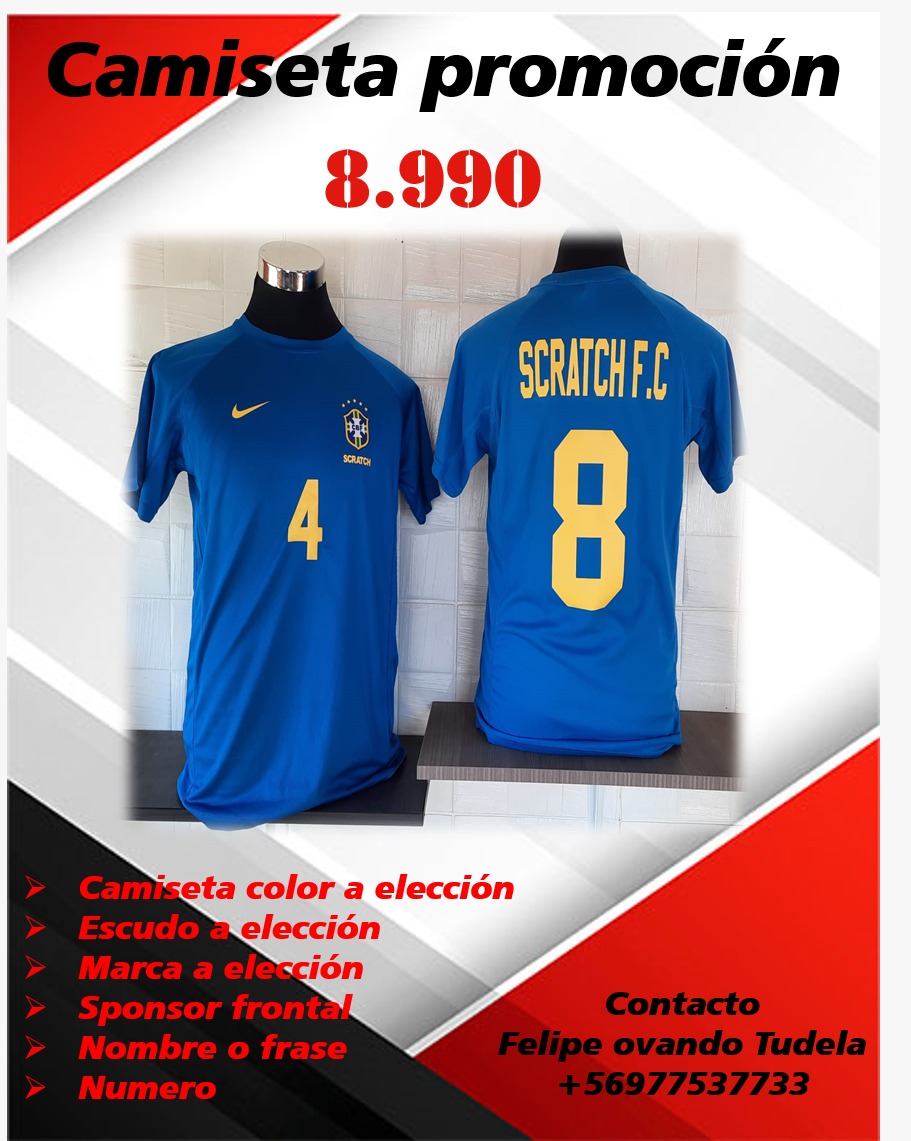 Camiseta promoción
8.990
CBF
SCRATCH
4
SCRATCH F.C
8
Camiseta color a elección
Escudo a elección
Marca a elección
Sponsor frontal
Nombre o frase
Numero
Contacto
Felipe ovando Tudela
+56977537733